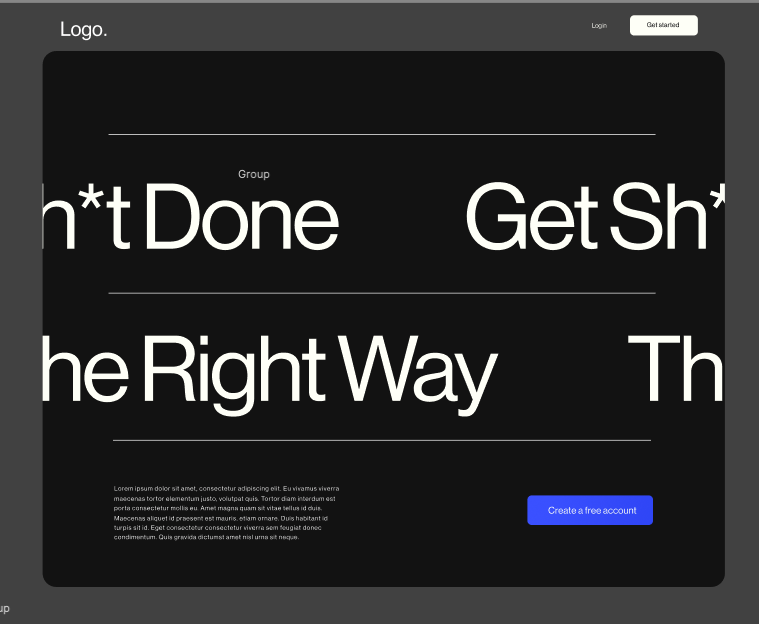 Logo.
Login
Get started
Group
h*t Done
Get Sh*
he Right Way
Th
Lorem ipsum dolor sit amet, consectetur adipiscing elit. Eu vivamus viverra
maecenas tortor elementum justo, volutpat quis. Tortor diam interdum est
porta consectetur mollis eu. Amet magna quam sit vitae tellus id duis.
Maecenas aliquet id praesent est mauris, etiam ornare. Duis habitant id
turpis sit id. Eget consectetur consectetur viverra sem feugiat donec
condimentum. Quis gravida dictumst amet nisl urna sit neque.
Create a free account
up